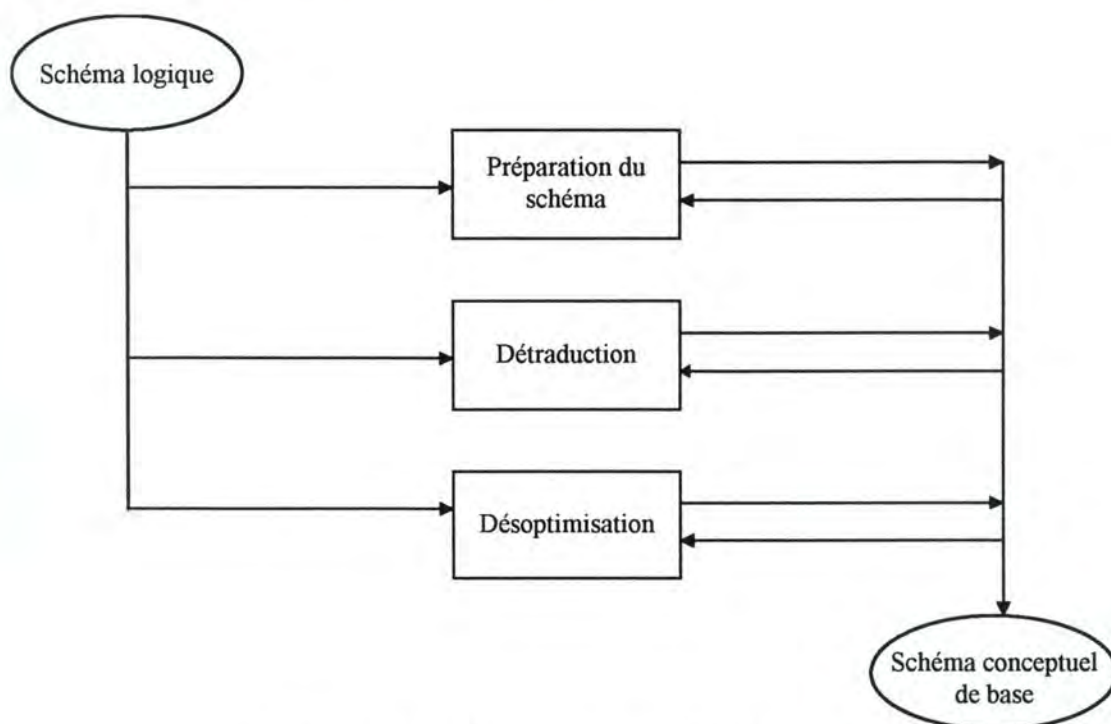 Schéma logique
Préparation du
schéma
Détraduction
Désoptimisation
Schéma conceptuel
de base